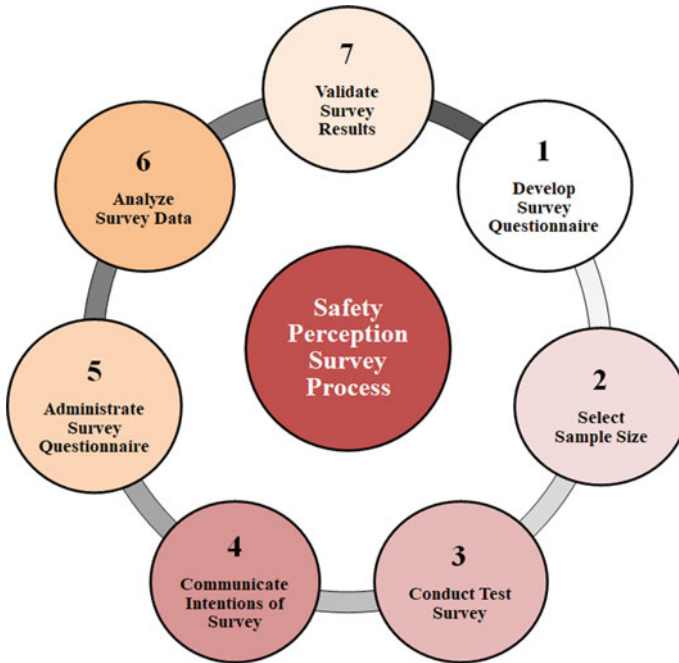 7
Validate
Survey
Results
1
Develop
Survey
Questionnaire
2
Select
Sample Size
3
Conduct Test
Survey
4
Communicate
Intentions of
Survey
5
Administrate
Survey
Questionnaire
6
Analyze
Survey Data
Safety
Perception
Survey
Process